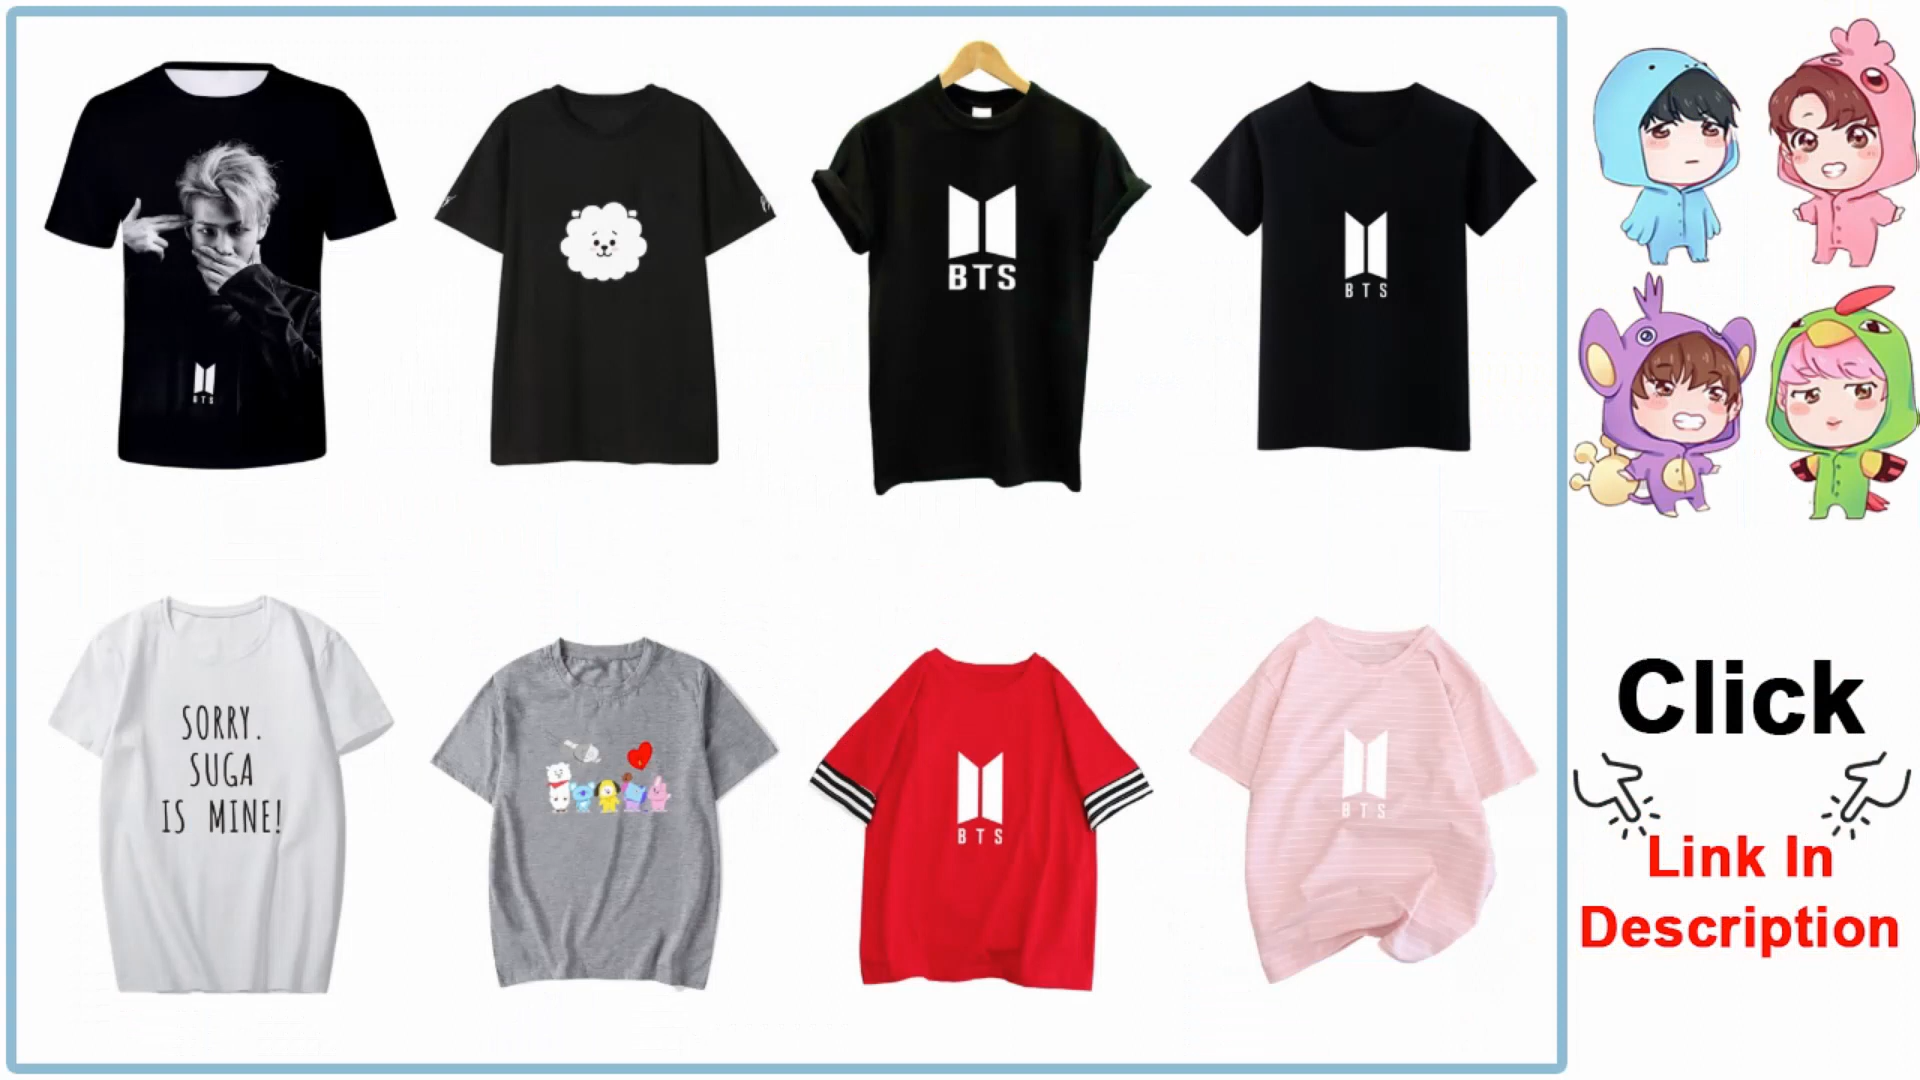 BTS
BTS
BTS
SORRY.
SUGA
IS MINE!
BTS
BTS
Click
Link In
Description